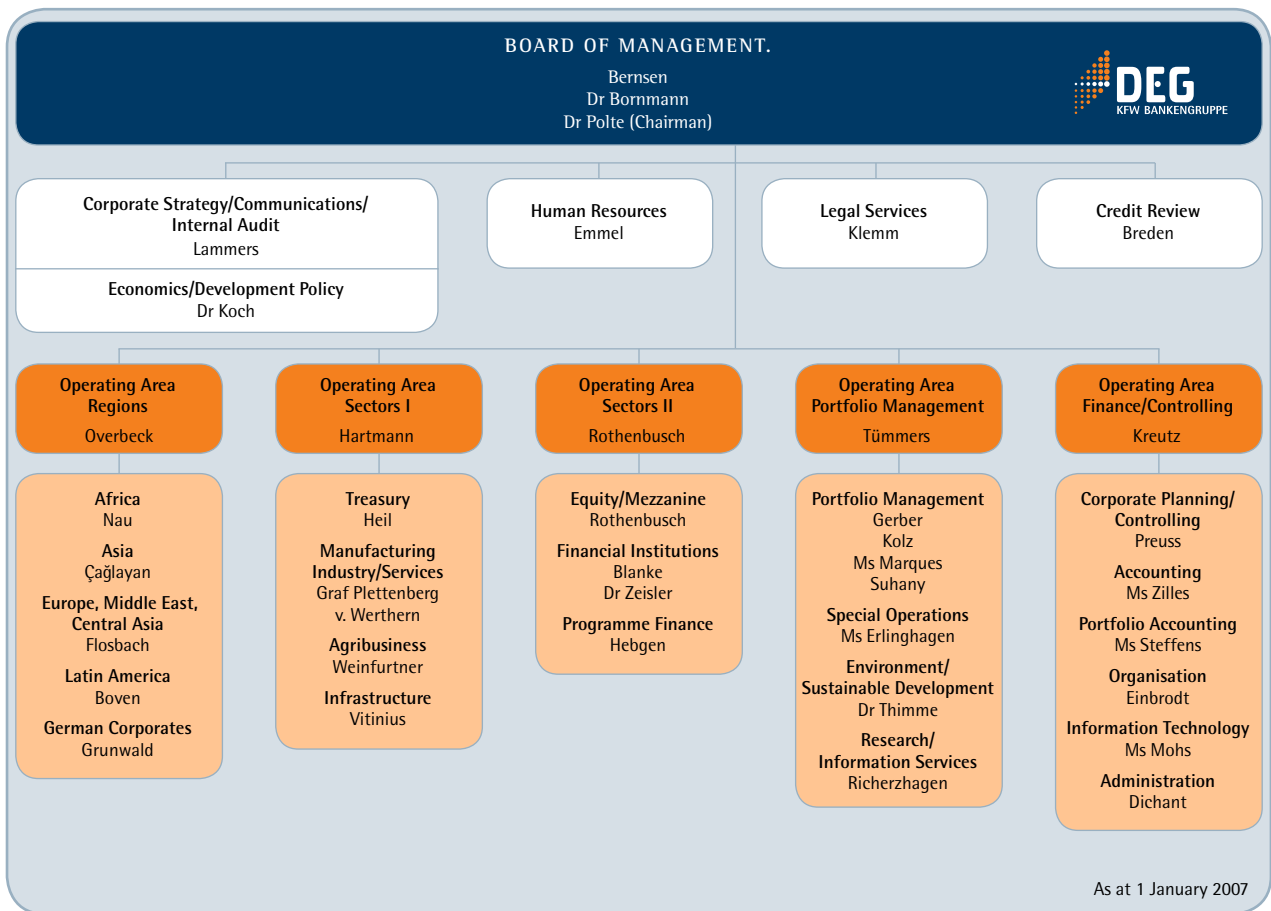 BOARD OF MANAGEMENT.
Bernsen
Dr Bornmann
Dr Polte (Chairman)
DEG
KFW BANKENGRUPPE
Corporate Strategy/Communications/
Internal Audit
Lammers
Economics/Development Policy
Dr Koch
Human Resources
Emmel
Legal Services
Klemm
Credit Review
Breden
Operating Area
Regions
Overbeck
Africa
Nau
Asia
Çağlayan
Europe, Middle East,
Central Asia
Flosbach
Latin America
Boven
German Corporates
Grunwald
Operating Area
Sectors I
Hartmann
Treasury
Heil
Manufacturing
Industry/Services
Graf Plettenberg
v. Werthern
Agribusiness
Weinfurtner
Infrastructure
Vitinius
Operating Area
Sectors II
Rothenbusch
Equity/Mezzanine
Rothenbusch
Financial Institutions
Blanke
Dr Zeisler
Programme Finance
Hebgen
Operating Area
Portfolio Management
Tümmers
Portfolio Management
Gerber
Kolz
Ms Marques
Suhany
Special Operations
Ms Erlinghagen
Environment/
Sustainable Development
Dr Thimme
Research/
Information Services
Richerzhagen
Operating Area
Finance/Controlling
Kreutz
Corporate Planning/
Controlling
Preuss
Accounting
Ms Zilles
Portfolio Accounting
Ms Steffens
Organisation
Einbrodt
Information Technology
Ms Mohs
Administration
Dichant
As at 1 January 2007